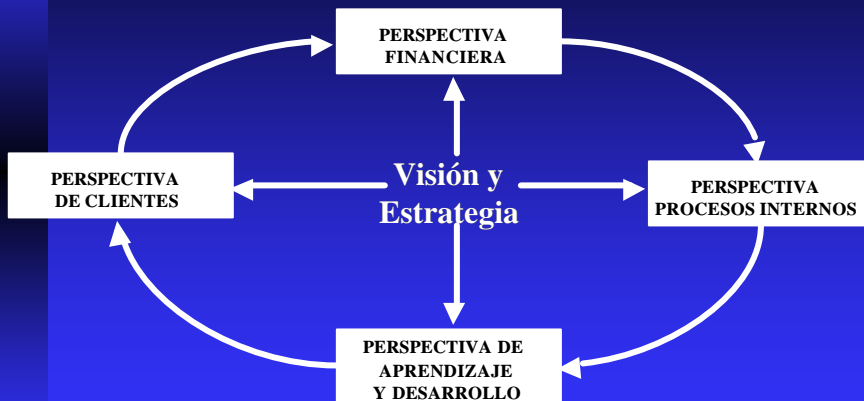 PERSPECTIVA
FINANCIERA
PERSPECTIVA
DE CLIENTES
Visión y
Estrategia
PERSPECTIVA
PROCESOS INTERNOS
PERSPECTIVA DE
APRENDIZAJE
Y DESARROLLO